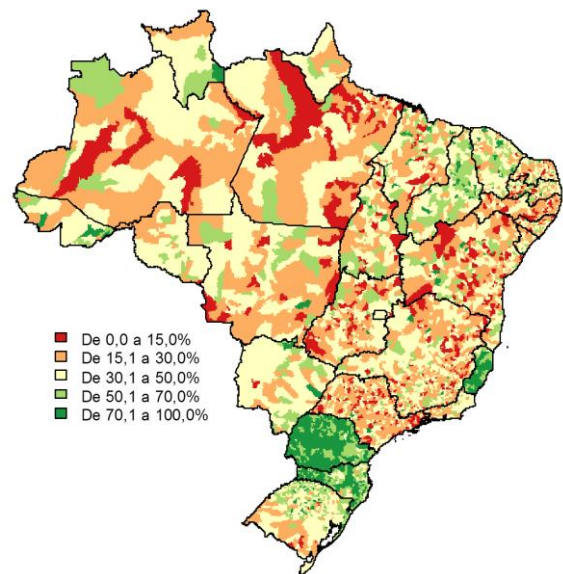 De 0,0 a 15,0%
De 15,1 a 30,0%
De 30,1 a 50,0%
De 50,1 a 70,0%
De 70,1 a 100,0%